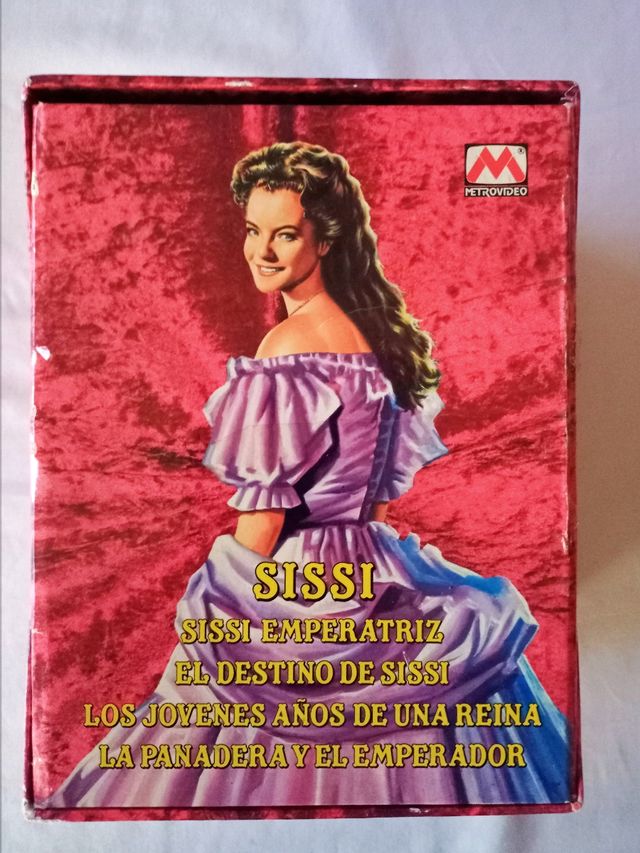 METROVIDEO
SISSI
SISSI EMPERATRIZ
EL DESTINO DE SISSI
LOS JOVENES AÑOS DE UNA REINA
LA PANADERA Y EL EMPERADOR